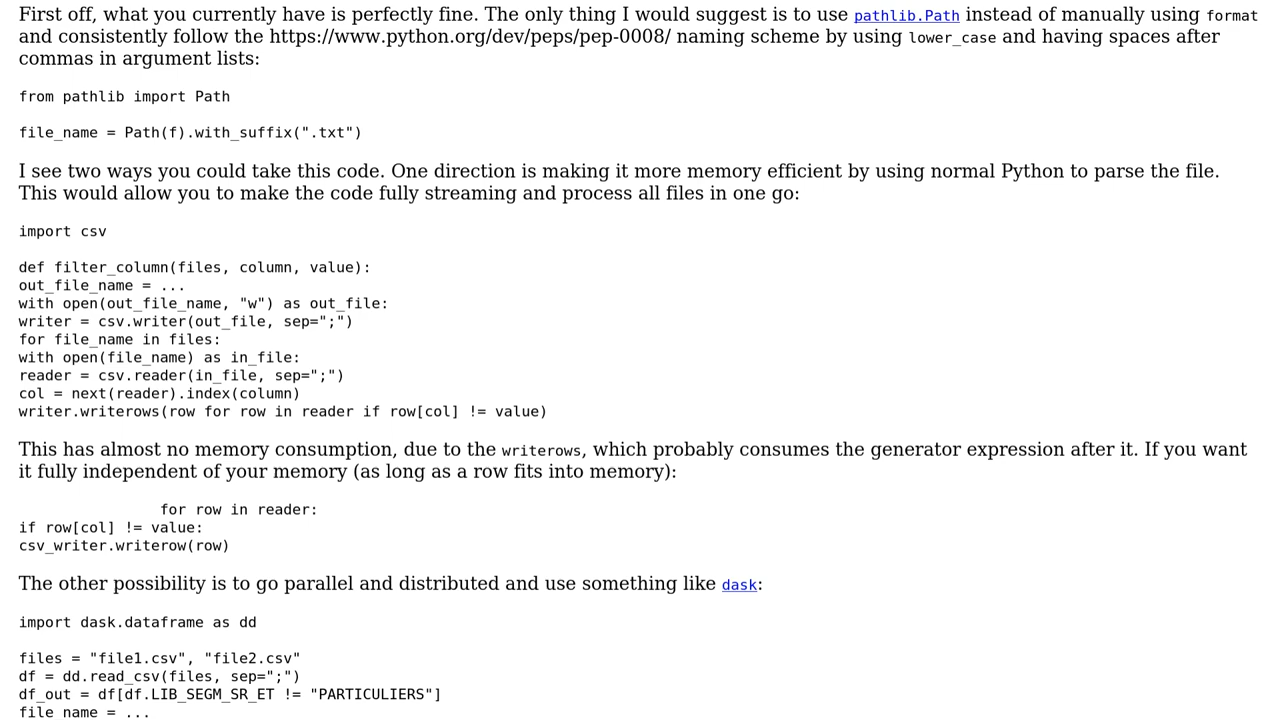 First off, what you currently have is perfectly fine. The only thing I would suggest is to use pathlib.Path instead of manually using format
and consistently follow the https://www.python.org/dev/peps/pep-0008/ naming scheme by using lower_case and having spaces after
commas in argument lists:
from pathlib import Path
file_name = Path(f).with_suffix(".txt")
I see two ways you could take this code. One direction is making it more memory efficient by using normal Python to parse the file.
This would allow you to make the code fully streaming and process all files in one go:
import csv
def filter_column(files, column, value):
out_file_name = ...
with open(out_file_name, "w") as out_file:
writer = csv.writer(out_file, sep=";")
for file_name in files:
with open(file_name) as in_file:
reader = csv.reader(in_file, sep=";")
col = next(reader).index(column)
writer.writerows(row for row in reader if row[col] != value)
This has almost no memory consumption, due to the writerows, which probably consumes the generator expression after it. If you want
it fully independent of your memory (as long as a row fits into memory):
for row in reader:
if row[col] != value:
csv_writer.writerow(row)
The other possibility is to go parallel and distributed and use something like dask:
import dask.dataframe as dd
files = "file1.csv", "file2.csv"
df = dd.read_csv(files, sep=";")
df_out = df[df.LIB_SEGM_SR_ET != "PARTICULIERS"]
file_name = ...